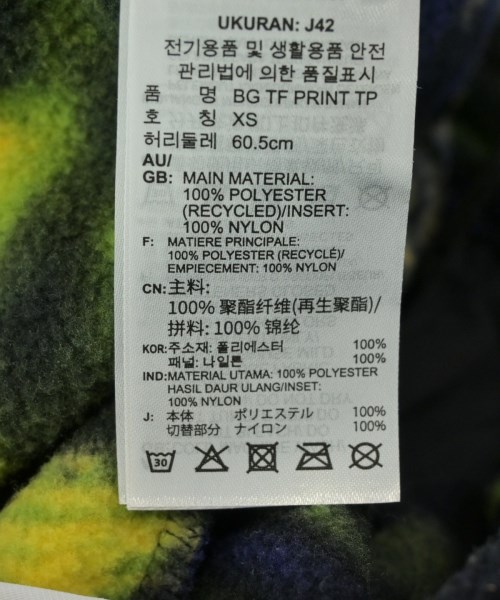 UKURAN: J42
전기용품 및 생활용품 안전
관리법에 의한 품질표시
품 명 BG TF PRINT TP
호 칭 XS
허리둘레 60.5cm
AU/
GB: MAIN MATERIAL:
100% POLYESTER
(RECYCLED)/INSERT:
100% NYLON
F: MATIERE PRINCIPALE:
100% POLYESTER (RECYCLÉ)/
EMPIECEMENT: 100% NYLON
CN: 主料:
100% 聚酯纤维(再生聚酯)/
拼料: 100% 锦纶
KOR: 주소재: 폴리에스터 100%
패널: 나일론 100%
IND: MATERIAL UTAMA: 100% POLYESTER
HASIL DAUR ULANG/INSET:
100% NYLON
J: 本体 ポリエステル 100%
切替部分 ナイロン 100%
30